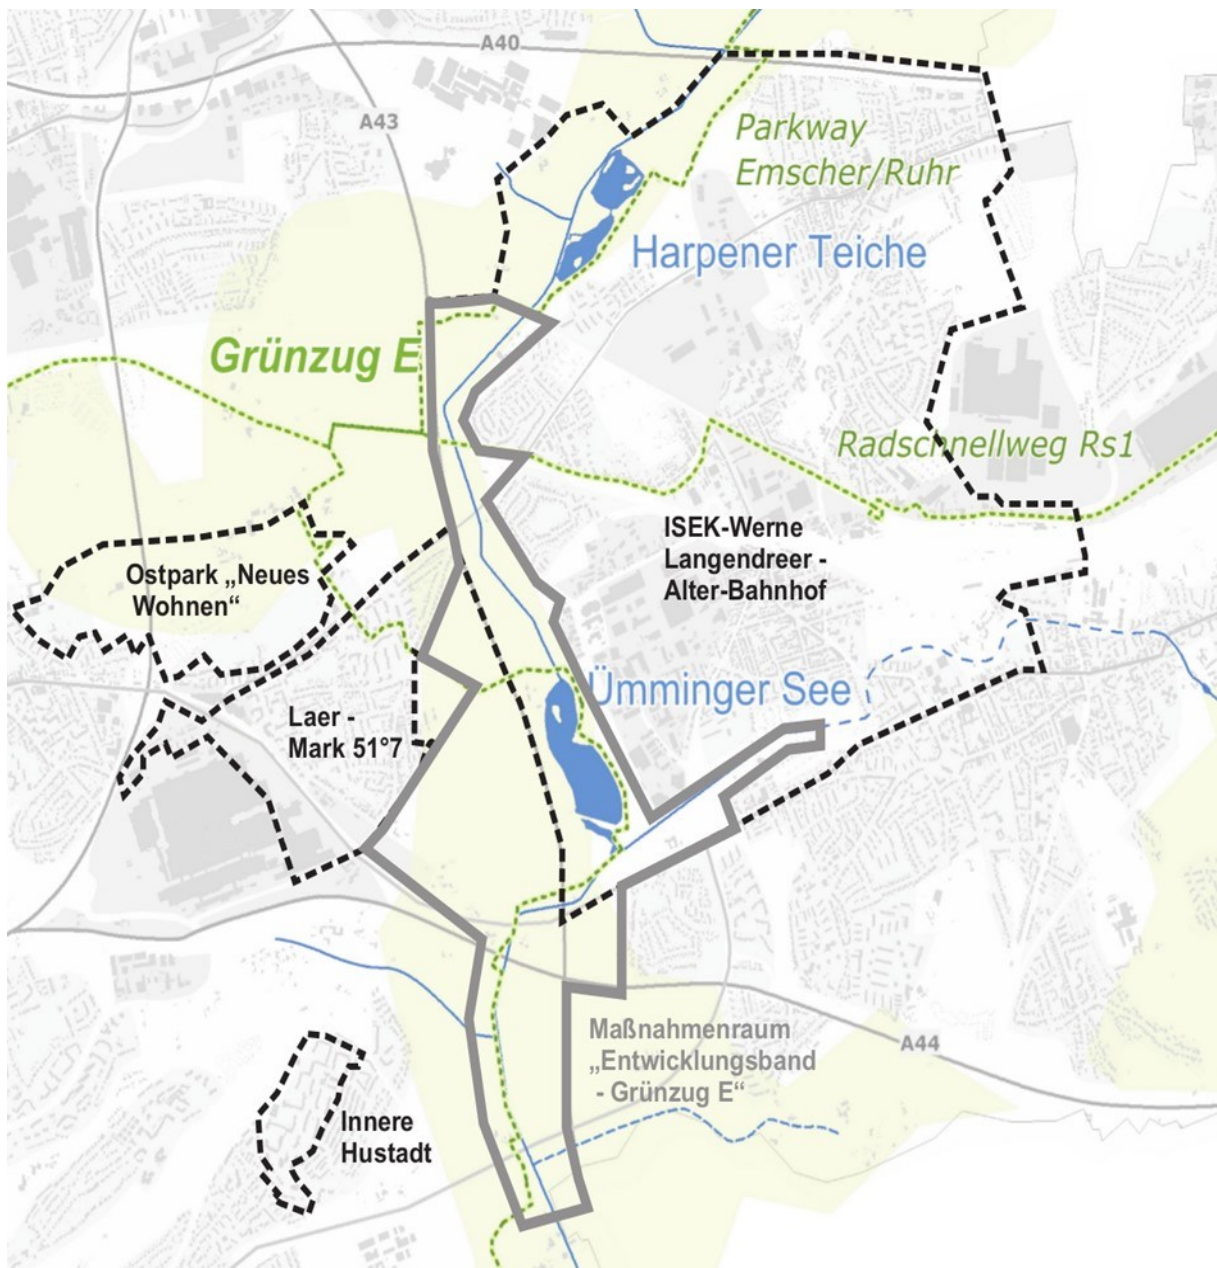 A40
A43
Parkway
Emscher/Ruhr
Harpener Teiche
Grünzug E
Radschnellweg Rs1
ISEK-Werne
Langendreer -
Alter-Bahnhof
Ostpark „Neues
Wohnen“
Ümminger See
Laer -
Mark 51°7
Maßnahmenraum
„Entwicklungsband
- Grünzug E“
A44
Innere
Hustadt